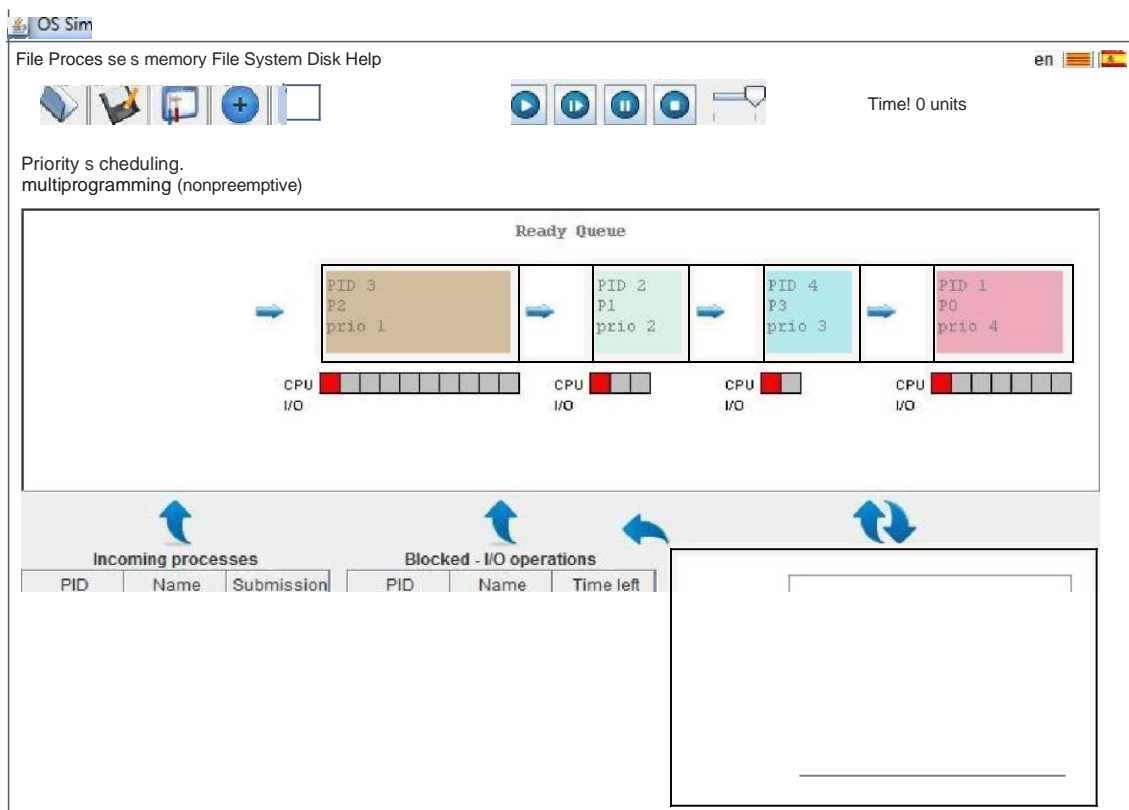 OS Sim
File Proces se s memory File System Disk Help
en
Time! 0 units
Priority s cheduling.
multiprogramming (nonpreemptive)
Ready Queue
PID 3
P2
prio 1
PID 2
P1
prio 2
PID 4
P3
prio 3
PID 1
P0
prio 4
CPU
I/O
CPU
I/O
CPU
I/O
CPU
I/O
Incoming processes
PID Name Submission
Blocked - I/O operations
PID Name Time left